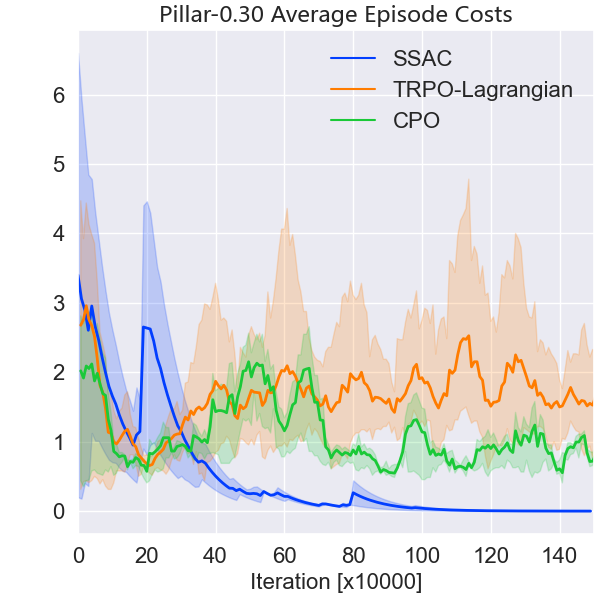 Pillar-0.30 Average Episode Costs
SSAC
TRPO-Lagrangian
CPO
6
5
4
3
2
1
0
0 20 40 60 80 100 120 140
Iteration [x10000]